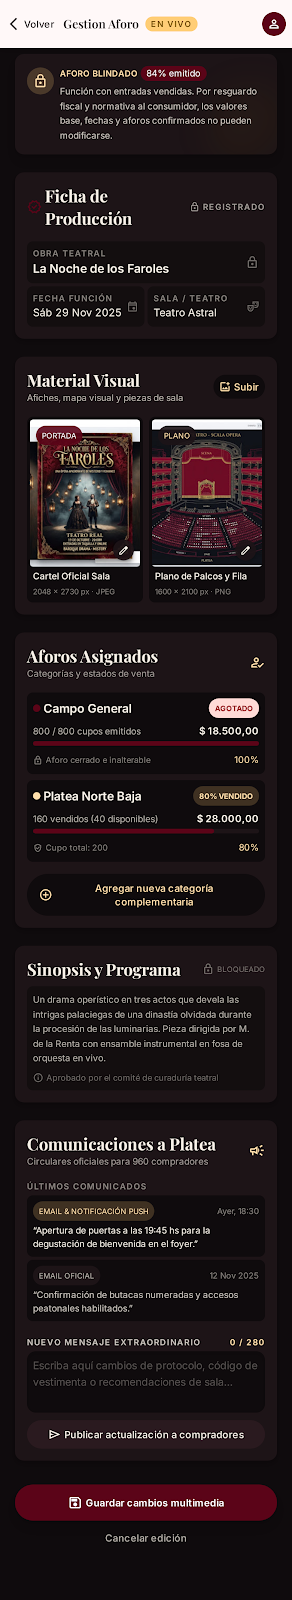 Volver Gestion Aforo EN VIVO
AFORO BLINDADO 84% emitido
Función con entradas vendidas. Por resguardo
fiscal y normativa al consumidor, los valores
base, fechas y aforos confirmados no pueden
modificarse.
Ficha de
Producción
REGISTRADO
OBRA TEATRAL
La Noche de los Faroles
FECHA FUNCIÓN
Sáb 29 Nov 2025
SALA / TEATRO
Teatro Astral
Material Visual
Afiches, mapa visual y piezas de sala
Subir
PORTADA
LA NOCHE DE LOS
FAROLES
TEATRO REAL
BAROQUE DRAMA - MYSTERY
Cartel Oficial Sala
2048 × 2730 px · JPEG
PLANO
SCALA OPERA
Plano de Palcos y Fila
1600 × 2100 px · PNG
Aforos Asignados
Categorías y estados de venta
Campo General AGOTADO
800 / 800 cupos emitidos $ 18.500,00
Aforo cerrado e inalterable 100%
Platea Norte Baja 80% VENDIDO
160 vendidos (40 disponibles) $ 28.000,00
Cupo total: 200 80%
Agregar nueva categoría
complementaria
Sinopsis y Programa BLOQUEADO
Un drama operístico en tres actos que devela las
intrigas palaciegas de una dinastía olvidada durante
la procesión de las luminarias. Pieza dirigida por M.
de la Renta con ensamble instrumental en fosa de
orquesta en vivo.
Aprobado por el comité de curaduría teatral
Comunicaciones a Platea
Circulares oficiales para 960 compradores
ÚLTIMOS COMUNICADOS
EMAIL & NOTIFICACIÓN PUSH Ayer, 18:30
“Apertura de puertas a las 19:45 hs para la
degustación de bienvenida en el foyer.”
EMAIL OFICIAL 12 Nov 2025
“Confirmación de butacas numeradas y accesos
peatonales habilitados.”
NUEVO MENSAJE EXTRAORDINARIO 0 / 280
Escriba aquí cambios de protocolo, código de
vestimenta o recomendaciones de sala...
Publicar actualización a compradores
Guardar cambios multimedia
Cancelar edición